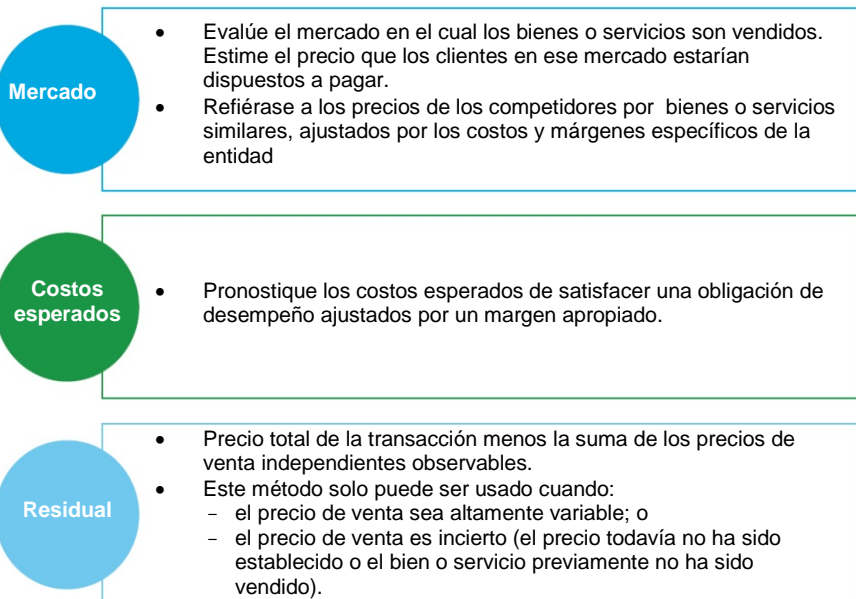 Mercado
• Evalúe el mercado en el cual los bienes o servicios son vendidos.
Estime el precio que los clientes en ese mercado estarían
dispuestos a pagar.
• Refiérase a los precios de los competidores por bienes o servicios
similares, ajustados por los costos y márgenes específicos de la
entidad
Costos
esperados
• Pronostique los costos esperados de satisfacer una obligación de
desempeño ajustados por un margen apropiado.
Residual
• Precio total de la transacción menos la suma de los precios de
venta independientes observables.
• Este método solo puede ser usado cuando:
- el precio de venta sea altamente variable; o
- el precio de venta es incierto (el precio todavía no ha sido
establecido o el bien o servicio previamente no ha sido
vendido).